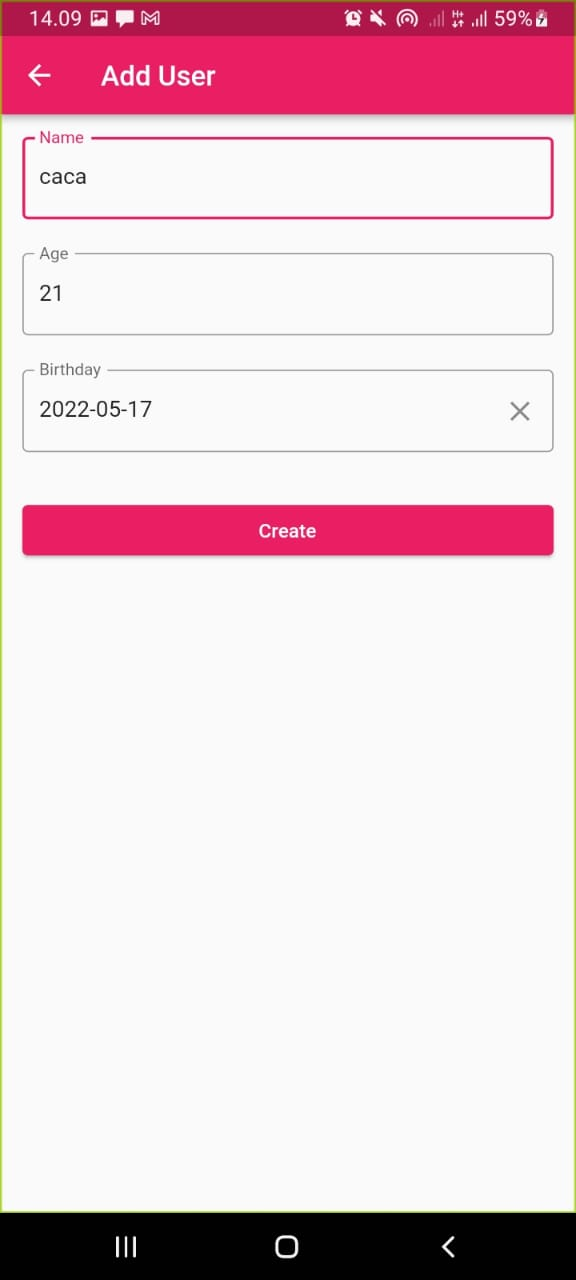 14.09 59%
Add User
Name
caca
Age
21
Birthday
2022-05-17
Create